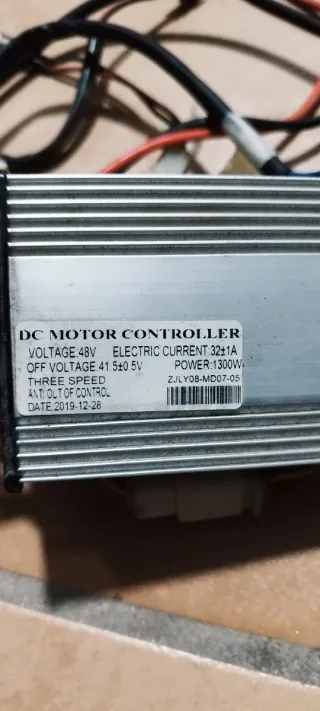 DC MOTOR CONTROLLER
VOLTAGE:48V ELECTRIC CURRENT:32±1A
OFF VOLTAGE:41.5±0.5V POWER:1300W
THREE SPEED ZJLY08-MD07-05
ANTI OUT OF CONTROL
DATE:2019-12-28